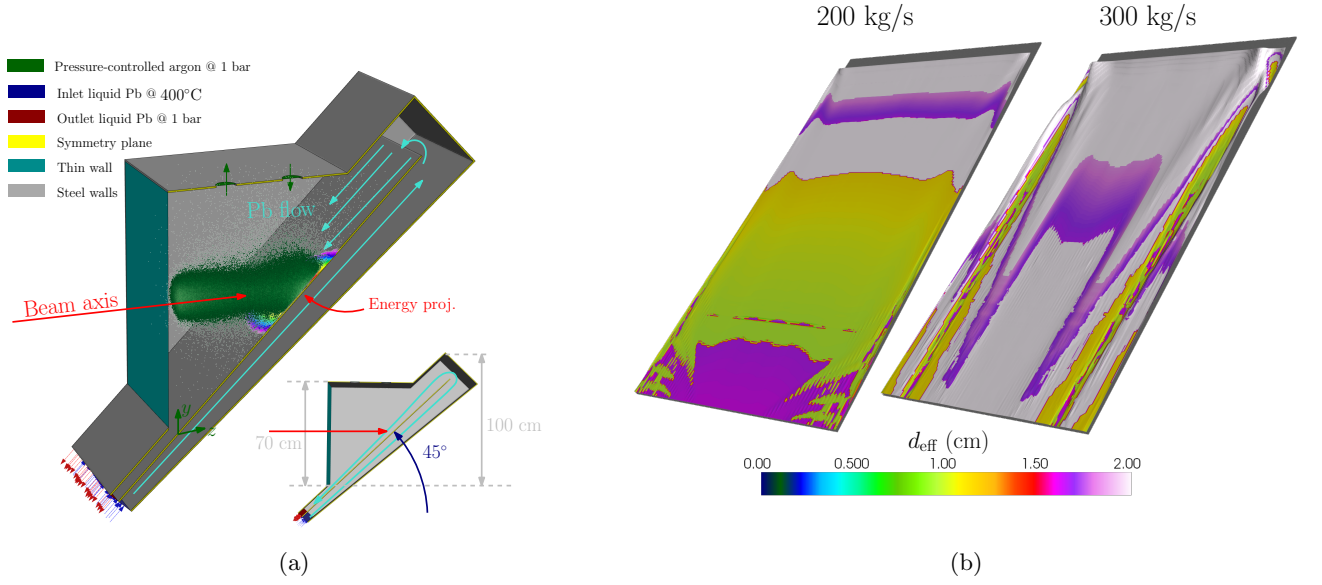 Pressure-controlled argon @ 1 bar
Inlet liquid Pb @ 400°C
Outlet liquid Pb @ 1 bar
Symmetry plane
Thin wall
Steel walls
Pb flow
Beam axis
Energy proj.
y
z
70 cm
100 cm
45°
(a)
200 kg/s
300 kg/s
d_eff (cm)
0.00 0.500 1.00 1.50 2.00
(b)